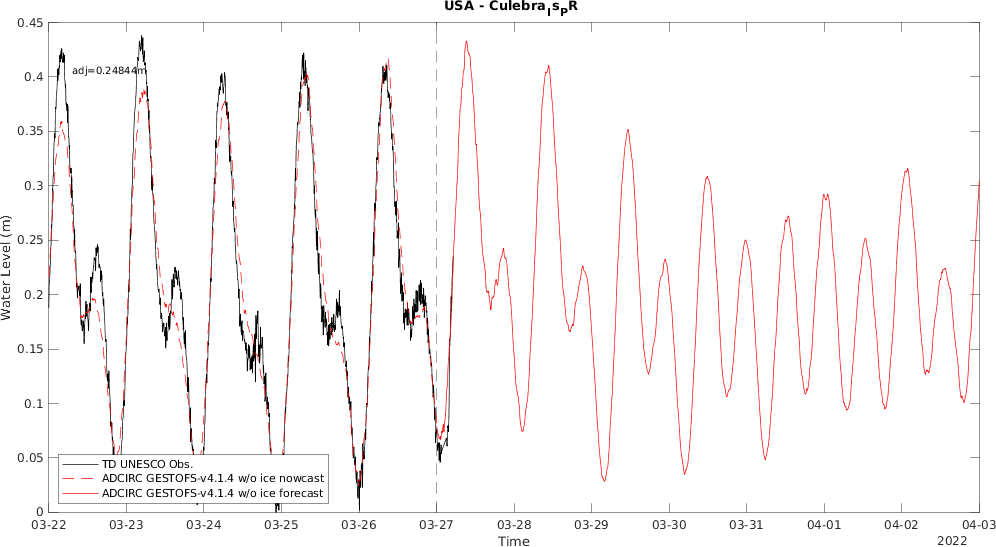 USA - CulebraIsPR
0.45
0.4
0.35
0.3
0.25
0.2
0.15
0.1
0.05
0
Water Level (m)
adj=0.24844m
TD UNESCO Obs.
ADCIRC GESTOFS-v4.1.4 w/o ice nowcast
ADCIRC GESTOFS-v4.1.4 w/o ice forecast
03-22 03-23 03-24 03-25 03-26 03-27 03-28 03-29 03-30 03-31 04-01 04-02 04-03
Time
2022